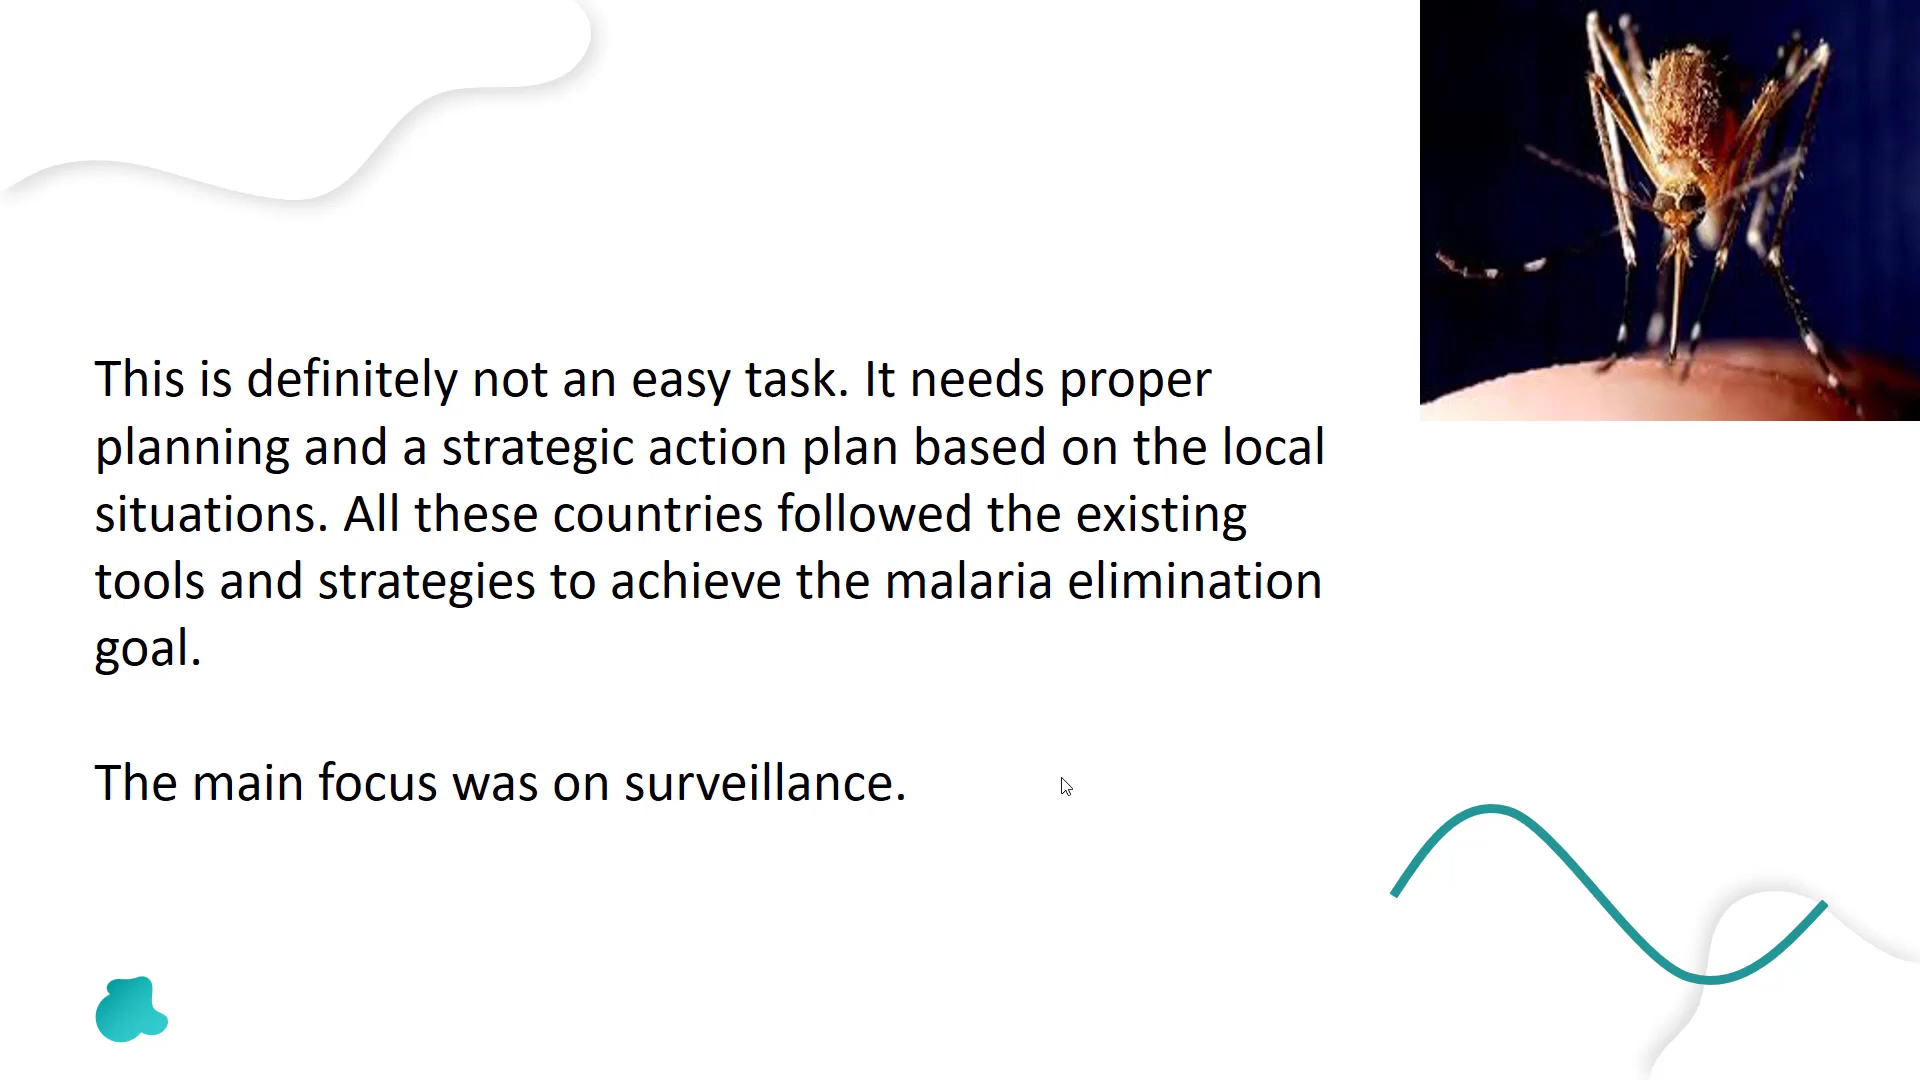 This is definitely not an easy task. It needs proper
planning and a strategic action plan based on the local
situations. All these countries followed the existing
tools and strategies to achieve the malaria elimination
goal.
The main focus was on surveillance.